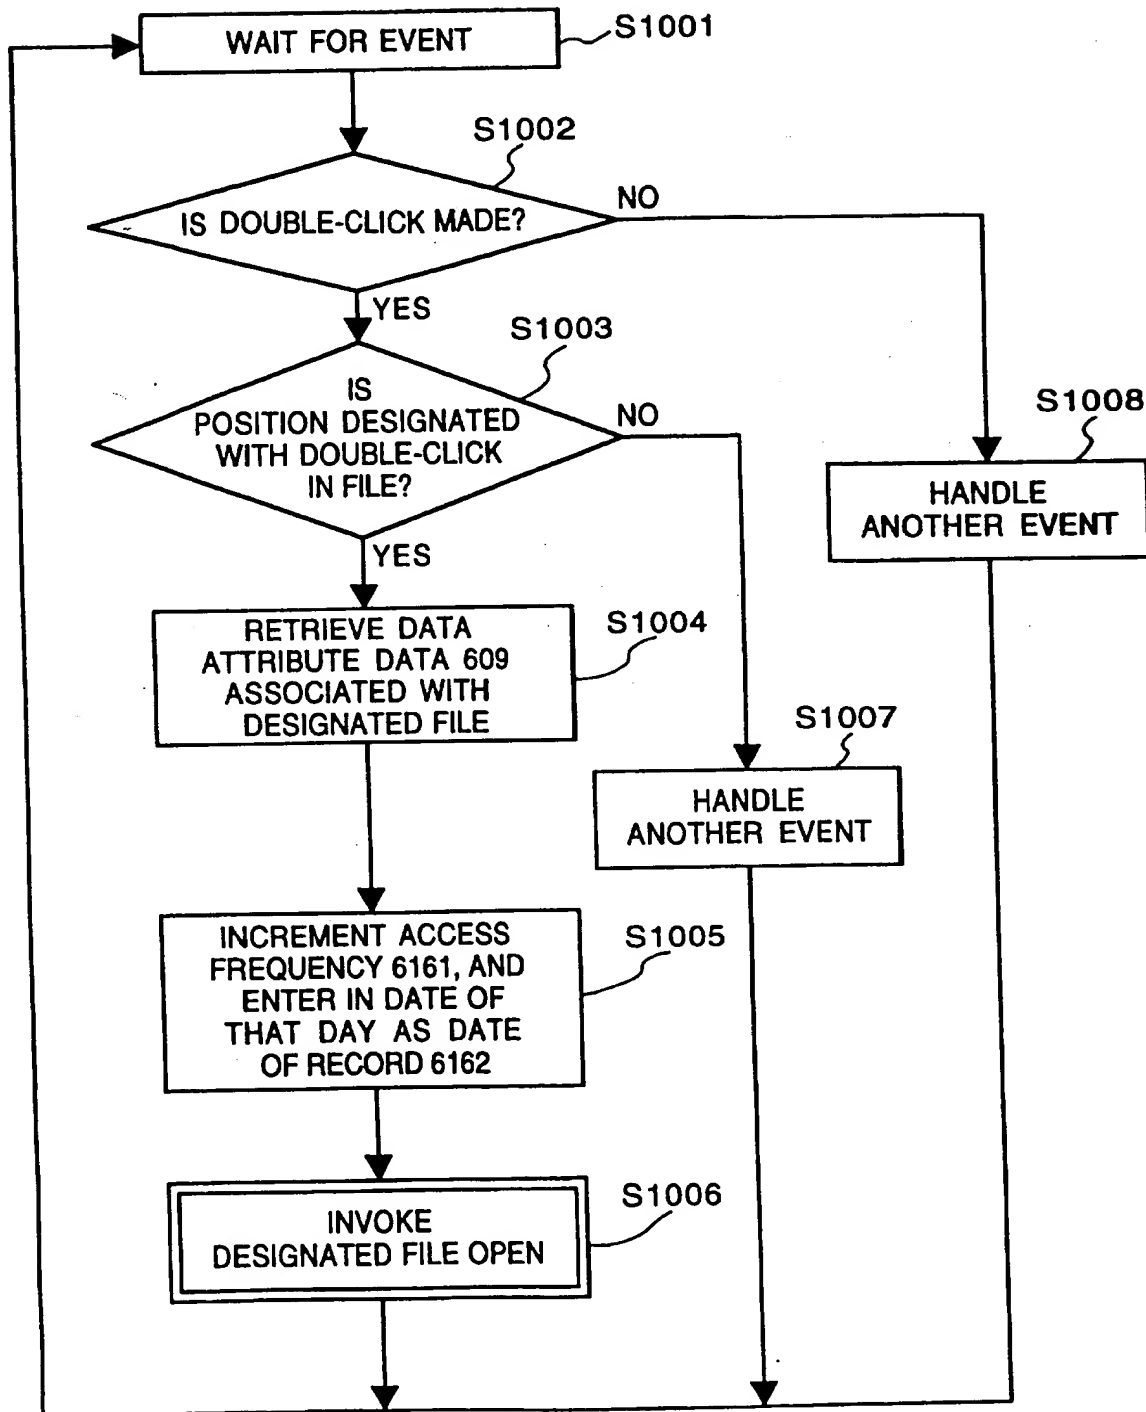 WAIT FOR EVENT
S1001
S1002
IS DOUBLE-CLICK MADE?
NO
YES
S1003
IS
POSITION DESIGNATED
WITH DOUBLE-CLICK
IN FILE?
NO
YES
S1008
HANDLE
ANOTHER EVENT
RETRIEVE DATA
ATTRIBUTE DATA 609
ASSOCIATED WITH
DESIGNATED FILE
S1004
S1007
HANDLE
ANOTHER EVENT
INCREMENT ACCESS
FREQUENCY 6161, AND
ENTER IN DATE OF
THAT DAY AS DATE
OF RECORD 6162
S1005
INVOKE
DESIGNATED FILE OPEN
S1006